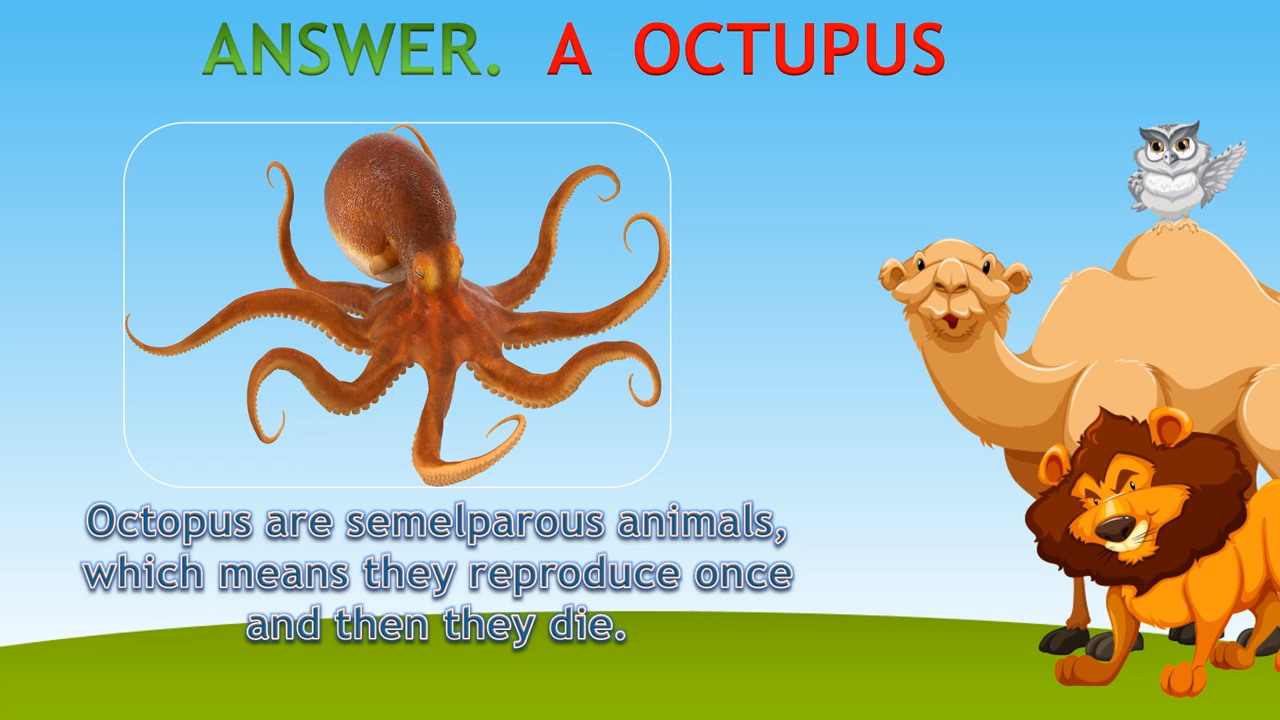 ANSWER. A OCTUPUS
Octopus are semelparous animals,
which means they reproduce once
and then they die.